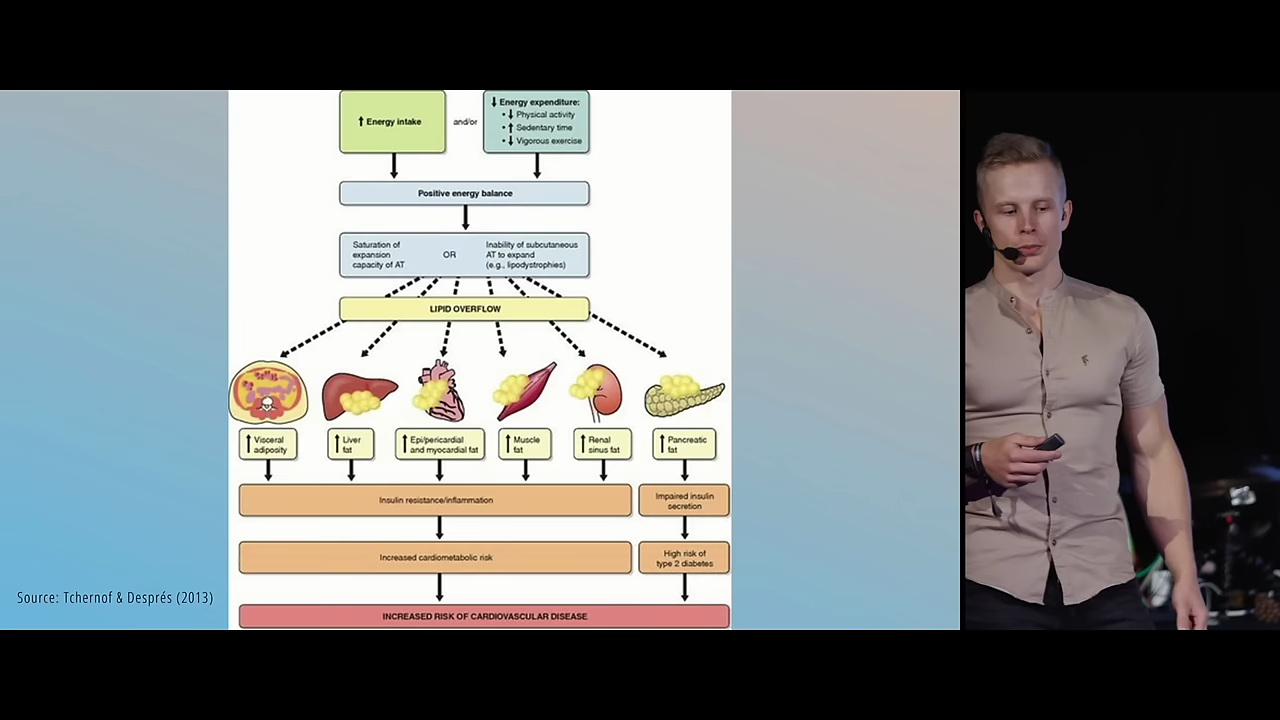 ↑ Energy intake
and/or
↓ Energy expenditure:
• ↓ Physical activity
• ↑ Sedentary time
• ↓ Vigorous exercise
Positive energy balance
Saturation of
expansion
capacity of AT
OR
Inability of subcutaneous
AT to expand
(e.g., lipodystrophies)
LIPID OVERFLOW
↑ Visceral
adiposity
↑ Liver
fat
↑ Epi/pericardial
and myocardial fat
↑ Muscle
fat
↑ Renal
sinus fat
↑ Pancreatic
fat
Insulin resistance/inflammation
Impaired insulin
secretion
Increased cardiometabolic risk
High risk of
type 2 diabetes
INCREASED RISK OF CARDIOVASCULAR DISEASE
Source: Tchernof & Després (2013)